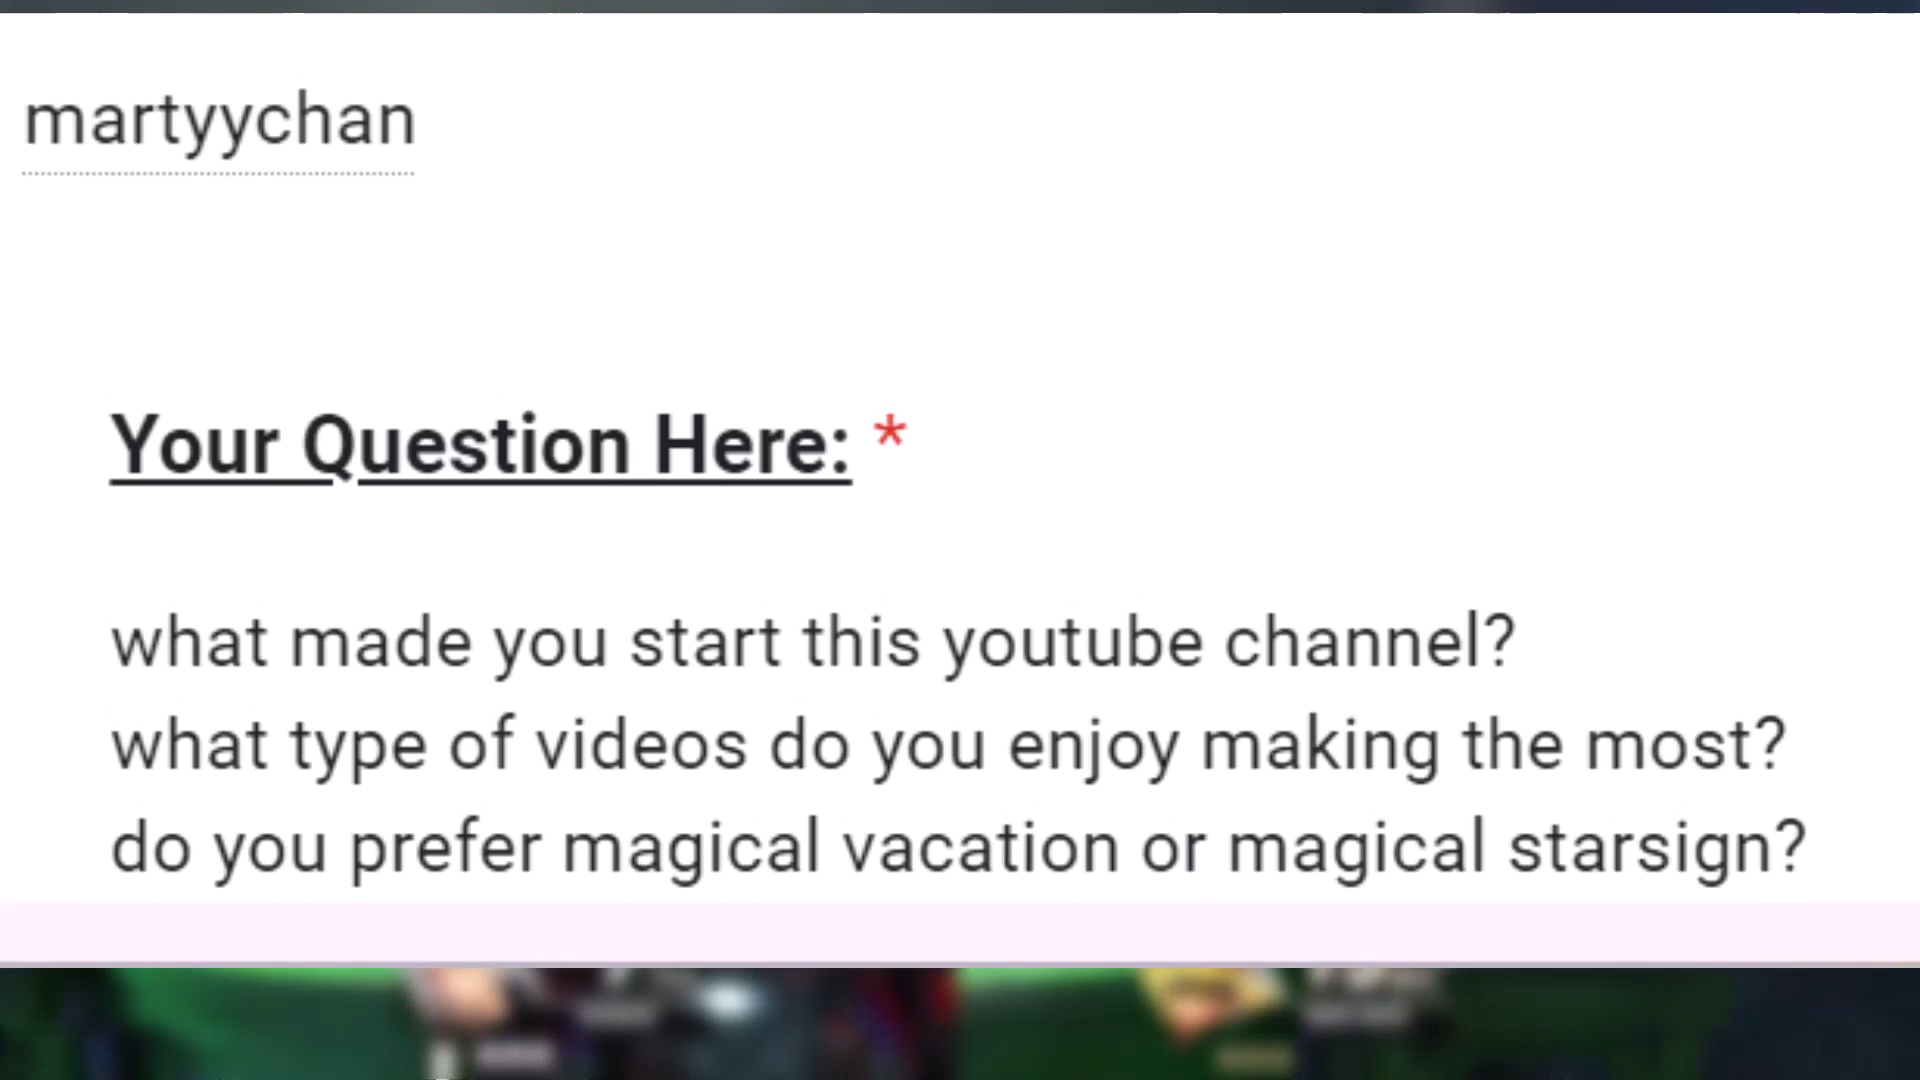 martyychan
Your Question Here: *
what made you start this youtube channel?
what type of videos do you enjoy making the most?
do you prefer magical vacation or magical starsign?